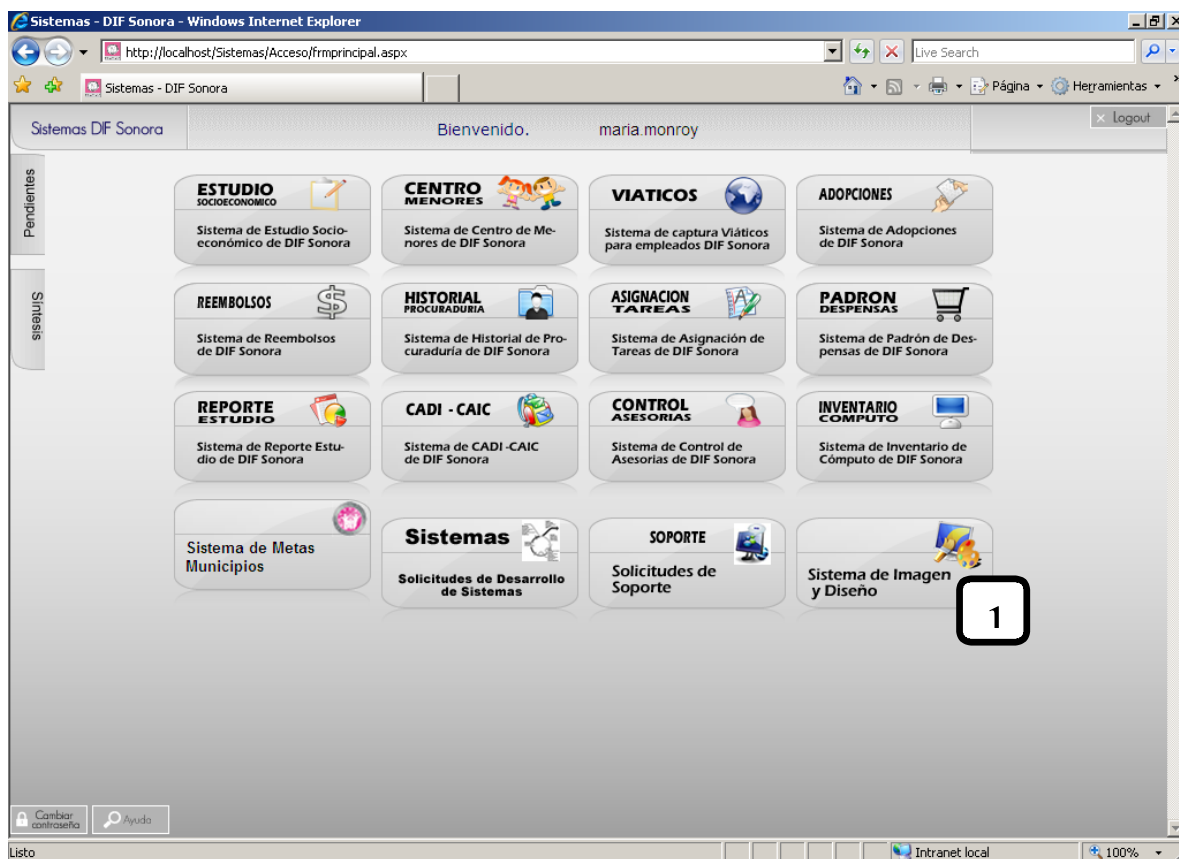 Sistemas - DIF Sonora - Windows Internet Explorer
http://localhost/Sistemas/Acceso/frmprincipal.aspx
Live Search
Sistemas - DIF Sonora
Página
Herramientas
Sistemas DIF Sonora
Bienvenido. maria.monroy
Logout
Pendientes
Sintesis
ESTUDIO
SOCIOECONOMICO
Sistema de Estudio Socio-
económico de DIF Sonora
CENTRO
MENORES
Sistema de Centro de Me-
nores de DIF Sonora
VIATICOS
Sistema de captura Viáticos
para empleados DIF Sonora
ADOPCIONES
Sistema de Adopciones
de DIF Sonora
REEMBOLSOS
Sistema de Reembolsos
de DIF Sonora
HISTORIAL
PROCURADURIA
Sistema de Historial de Pro-
curaduría de DIF Sonora
ASIGNACION
TAREAS
Sistema de Asignación de
Tareas de DIF Sonora
PADRON
DESPENSAS
Sistema de Padrón de Des-
pensas de DIF Sonora
REPORTE
ESTUDIO
Sistema de Reporte Estu-
dio de DIF Sonora
CADI - CAIC
Sistema de CADI -CAIC
de DIF Sonora
CONTROL
ASESORIAS
Sistema de Control de
Asesorias de DIF Sonora
INVENTARIO
COMPUTO
Sistema de Inventario de
Cómputo de DIF Sonora
Sistema de Metas
Municipios
Sistemas
Solicitudes de Desarrollo
de Sistemas
SOPORTE
Solicitudes de
Soporte
Sistema de Imagen
y Diseño
1
Cambiar
contraseña
Ayuda
Listo
Intranet local
100%